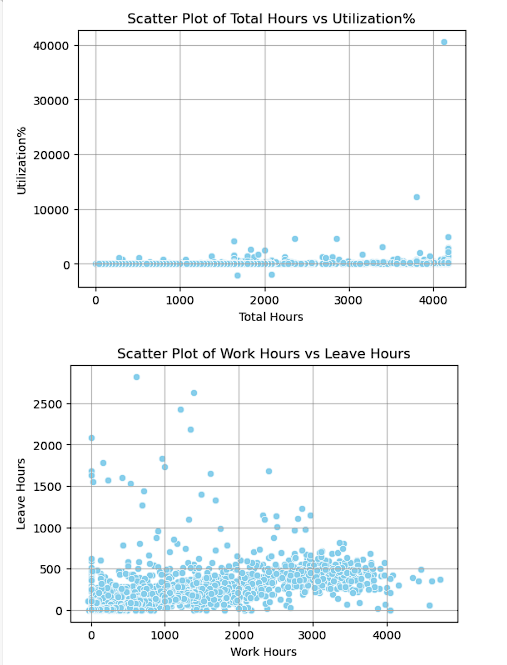 Scatter Plot of Total Hours vs Utilization%
40000
30000
20000
10000
0
Utilization%
0 1000 2000 3000 4000
Total Hours
Scatter Plot of Work Hours vs Leave Hours
2500
2000
1500
1000
500
0
Leave Hours
0 1000 2000 3000 4000
Work Hours